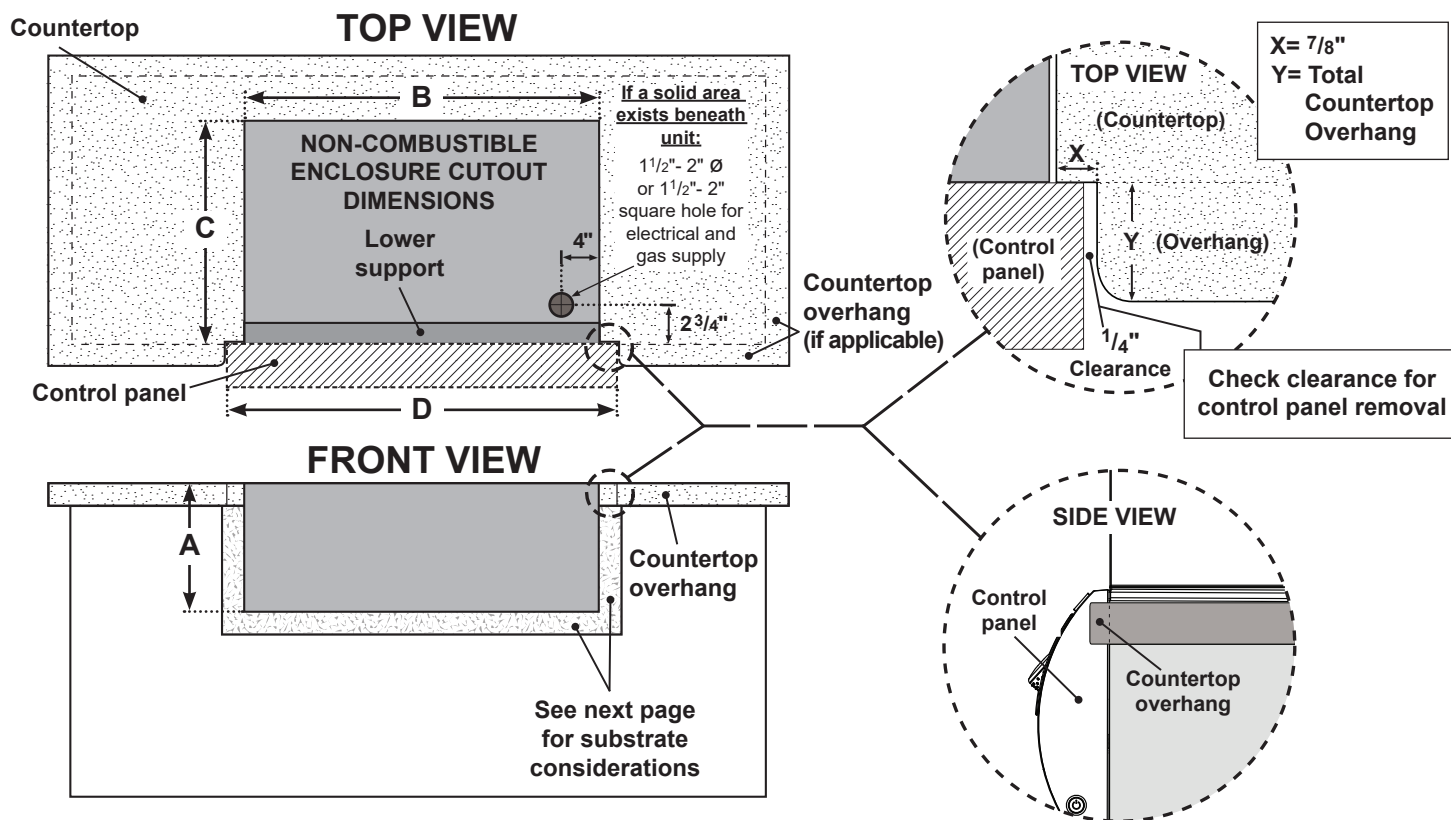 TOP VIEW
Countertop
B
C
NON-COMBUSTIBLE
ENCLOSURE CUTOUT
DIMENSIONS
Lower
support
If a solid area
exists beneath
unit:
1 1/2"- 2" Ø
or 1 1/2"- 2"
square hole for
electrical and
gas supply
4"
2 3/4"
Countertop
overhang
(if applicable)
Control panel
D
TOP VIEW
(Countertop)
X
Y
(Overhang)
(Control
panel)
1/4"
Clearance
X= 7/8"
Y= Total
Countertop
Overhang
Check clearance for
control panel removal
FRONT VIEW
A
Countertop
overhang
See next page
for substrate
considerations
SIDE VIEW
Control
panel
Countertop
overhang